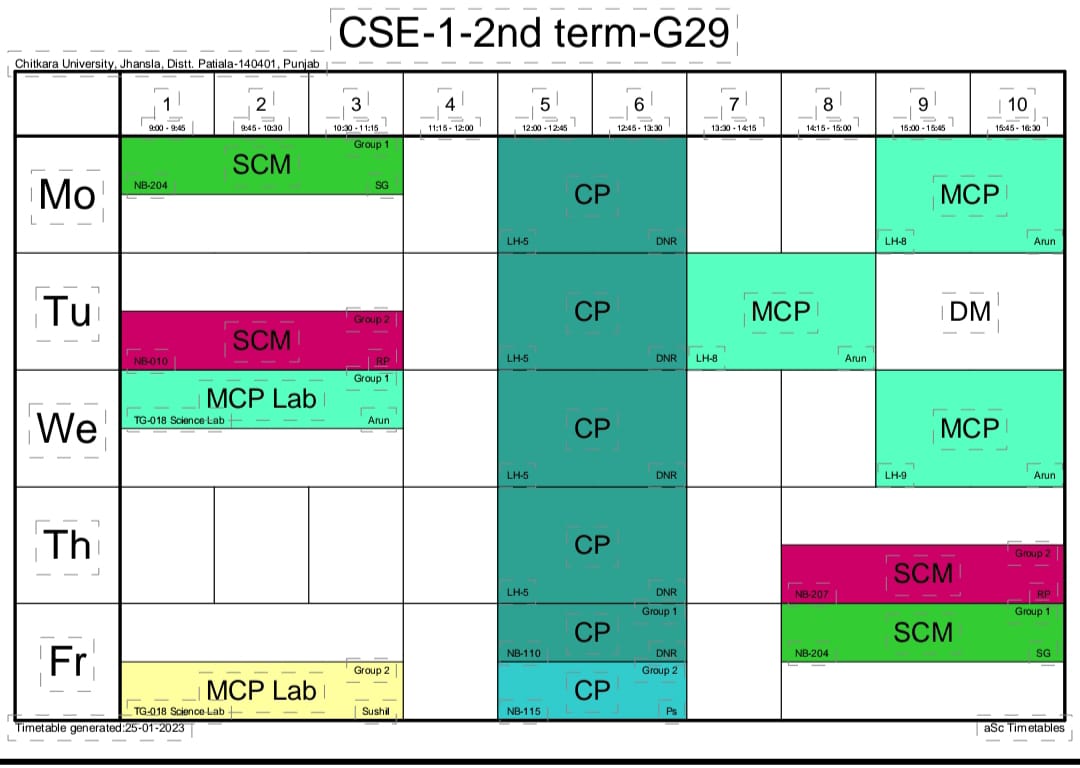 CSE-1-2nd term-G29
Chitkara University, Jhansla, Distt. Patiala-140401, Punjab
1 2 3 4 5 6 7 8 9 10
9:00 - 9:45 9:45 - 10:30 10:30 - 11:15 11:15 - 12:00 12:00 - 12:45 12:45 - 13:30 13:30 - 14:15 14:15 - 15:00 15:00 - 15:45 15:45 - 16:30
Mo
Group 1
SCM
NB-204 SG
CP
LH-5 DNR
MCP
LH-8 Arun
Tu
Group 2
SCM
NB-010 RP
CP
LH-5 DNR
MCP
LH-8 Arun
DM
We
Group 1
MCP Lab
TG-018 Science Lab Arun
CP
LH-5 DNR
MCP
LH-9 Arun
Th
CP
LH-5 DNR
Group 2
SCM
NB-207 RP
Fr
Group 2
MCP Lab
TG-018 Science Lab Sushil
Group 1
CP
NB-110 DNR
Group 2
CP
NB-115 Ps
Group 1
SCM
NB-204 SG
Timetable generated:25-01-2023 aSc Timetables